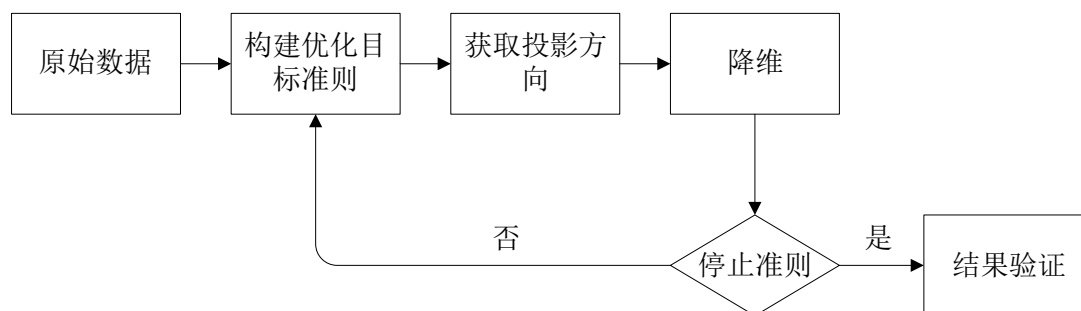 原始数据
构建优化目
标准则
获取投影方
向
降维
否
停止准则
是
结果验证